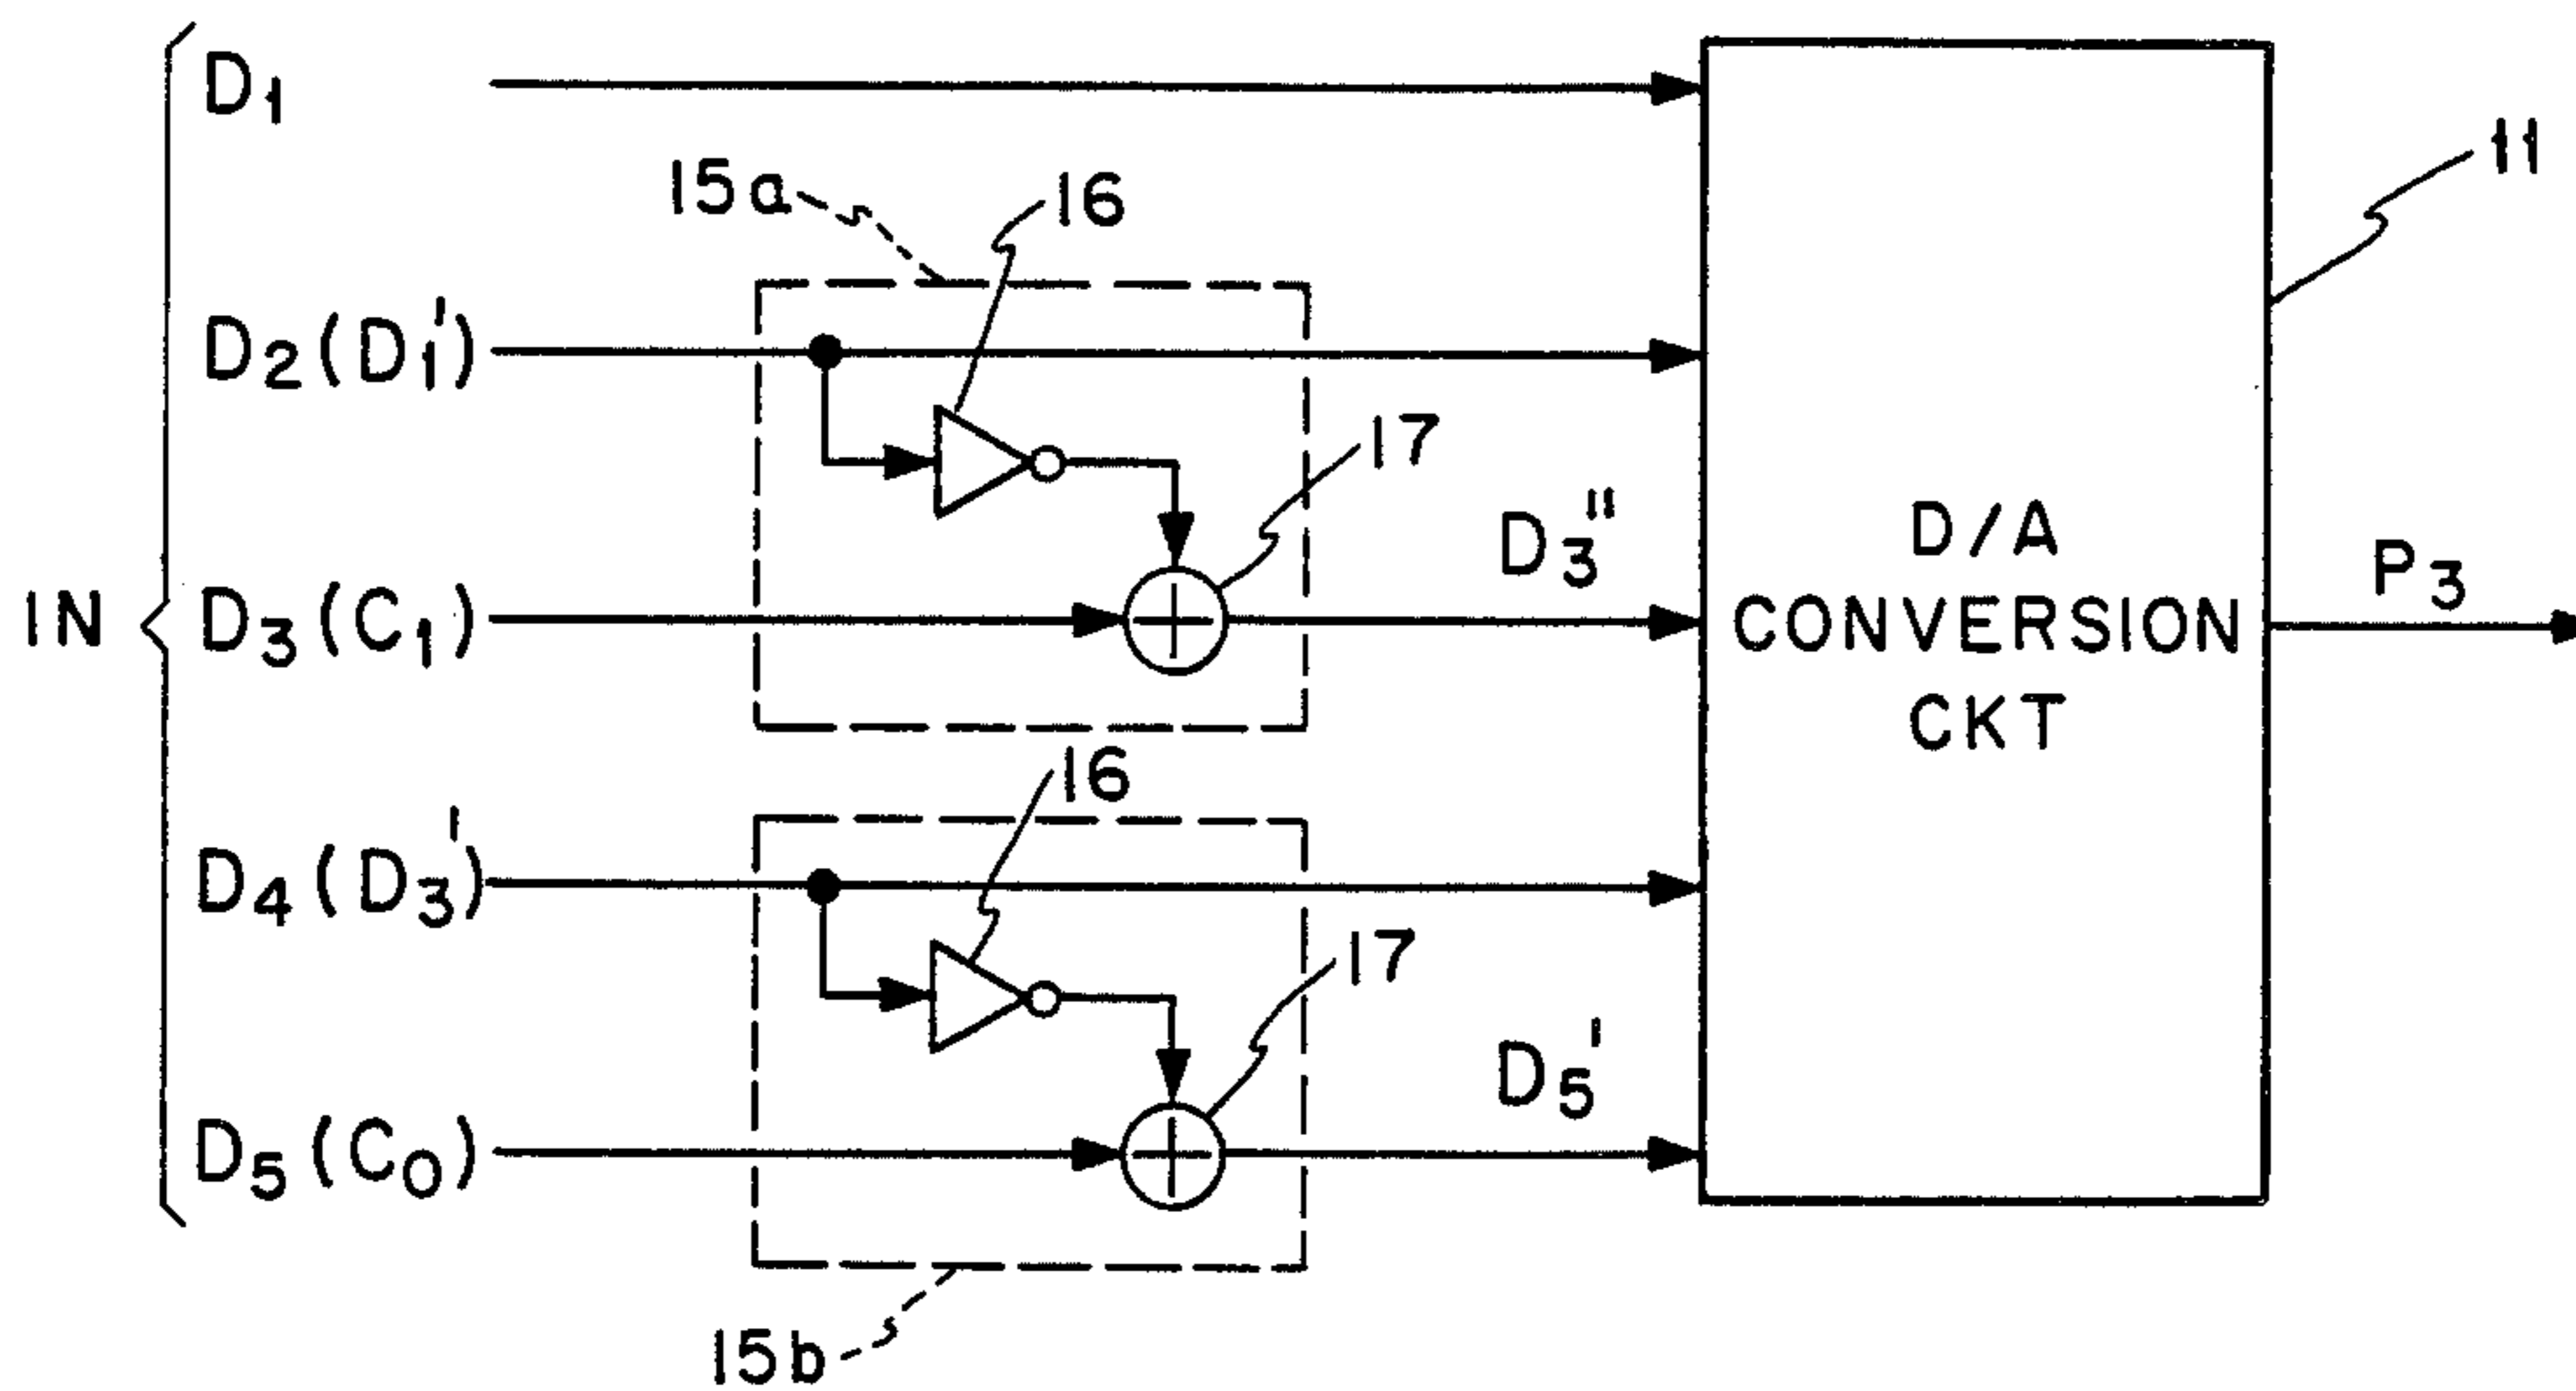 D1
15a
16
11
D2 (D1')
17
D3''
D/A
CONVERSION
CKT
P3
IN
D3 (C1)
16
D4 (D3')
17
D5'
D5 (C0)
15b